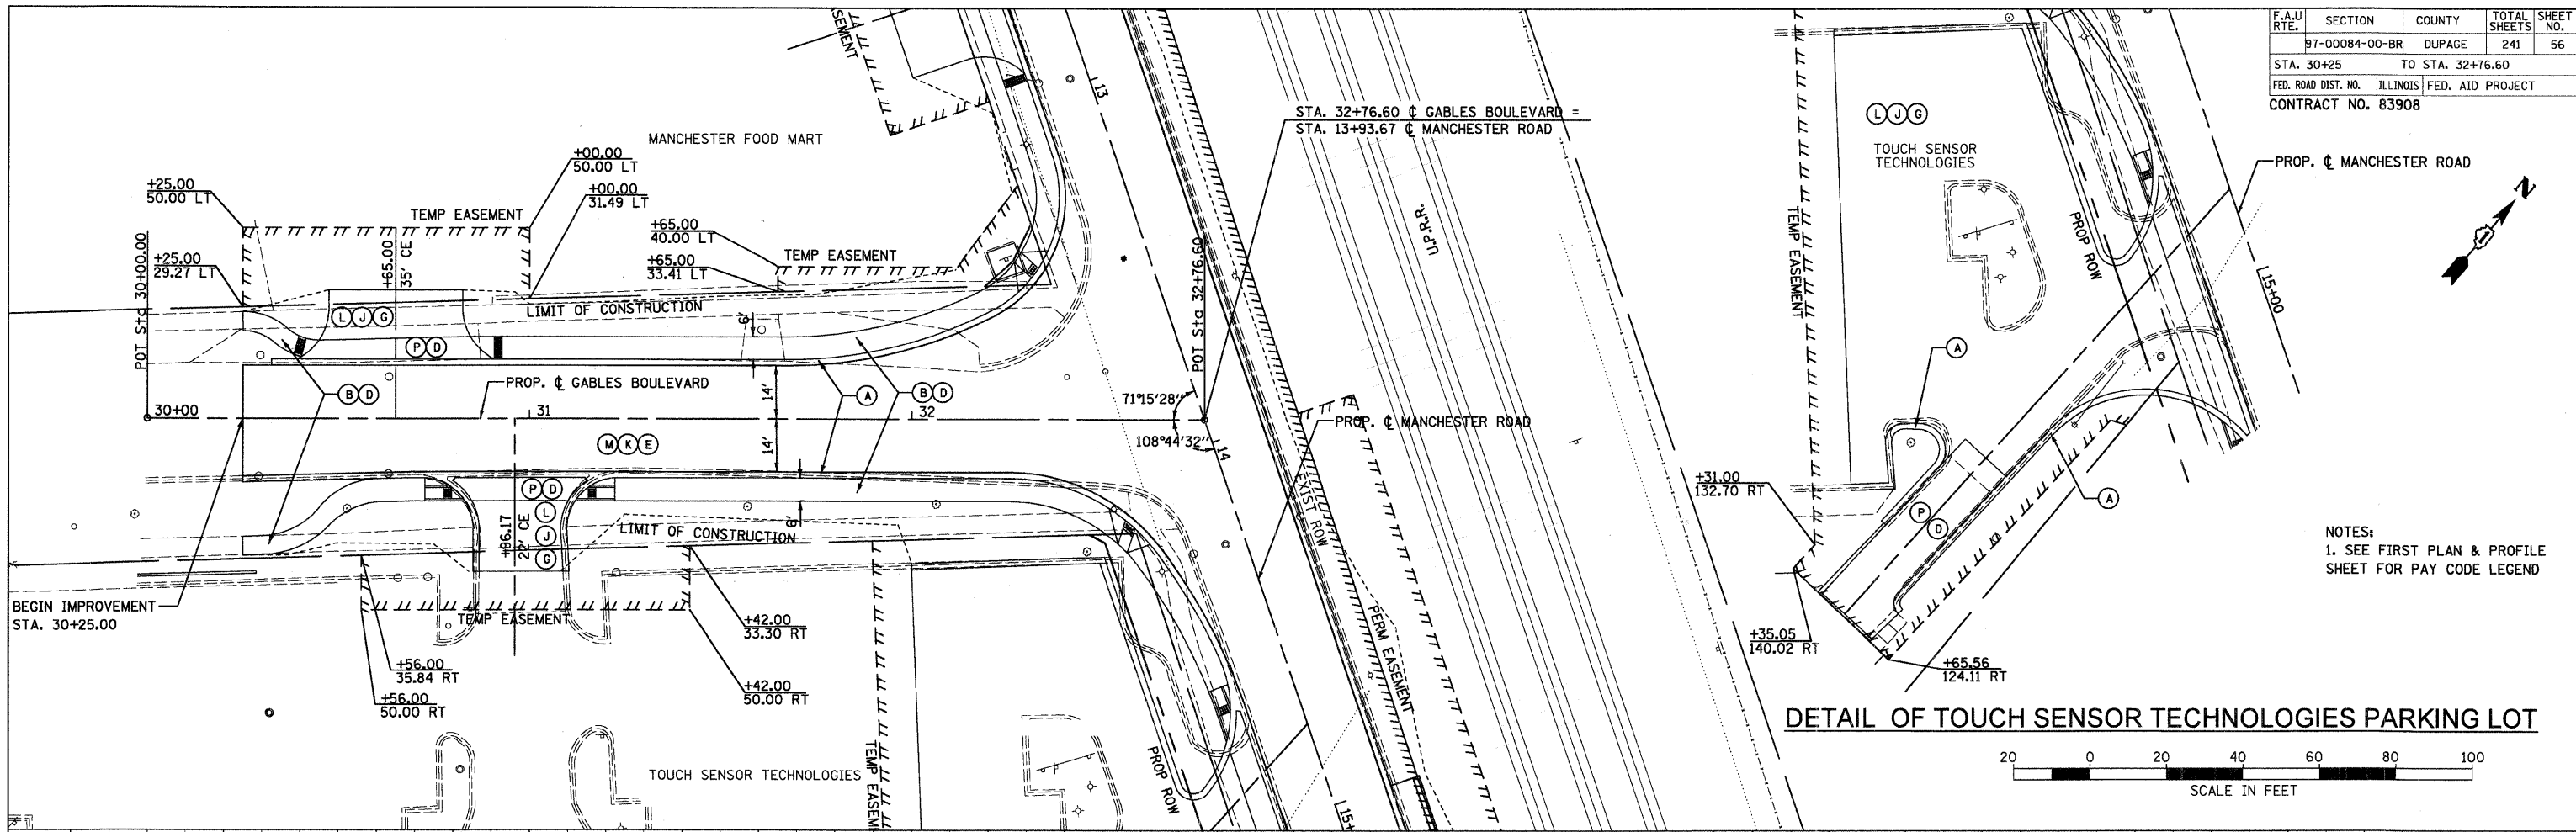 F.A.U RTE. SECTION COUNTY TOTAL SHEETS SHEET NO.
97-00084-00-BR DUPAGE 241 56
STA. 30+25 TO STA. 32+76.60
FED. ROAD DIST. NO. ILLINOIS FED. AID PROJECT
CONTRACT NO. 83908
EASEMENT
13
MANCHESTER FOOD MART
STA. 32+76.60 ℄ GABLES BOULEVARD =
STA. 13+93.67 ℄ MANCHESTER ROAD
+25.00
50.00 LT
+00.00
50.00 LT
+00.00
31.49 LT
TEMP EASEMENT
+65.00
40.00 LT
TEMP EASEMENT
+25.00
29.27 LT
+65.00
33.41 LT
+65.00
35' CE
POT Sta 30+00.00
POT Sta 32+76.60
U.P.R.R.
L J G
LIMIT OF CONSTRUCTION
6'
P D
PROP. ℄ GABLES BOULEVARD
B D
14'
A
B D
71°15'28"
30+00
31
32
PROP. ℄ MANCHESTER ROAD
108°44'32"
14
M K E
14'
P D
L
J
G
+96.17
22' CE
6'
LIMIT OF CONSTRUCTION
EXIST ROW
BEGIN IMPROVEMENT
STA. 30+25.00
TEMP EASEMENT
+42.00
33.30 RT
+56.00
35.84 RT
+56.00
50.00 RT
+42.00
50.00 RT
PERM EASEMENT
TOUCH SENSOR TECHNOLOGIES
TEMP EASEM
PROP ROW
15+
L J G
TOUCH SENSOR
TECHNOLOGIES
TEMP EASEMENT
PROP ROW
PROP. ℄ MANCHESTER ROAD
N
15+00
A
+31.00
132.70 RT
P
D
A
NOTES:
1. SEE FIRST PLAN & PROFILE
SHEET FOR PAY CODE LEGEND
+35.05
140.02 RT
+65.56
124.11 RT
DETAIL OF TOUCH SENSOR TECHNOLOGIES PARKING LOT
20 0 20 40 60 80 100
SCALE IN FEET